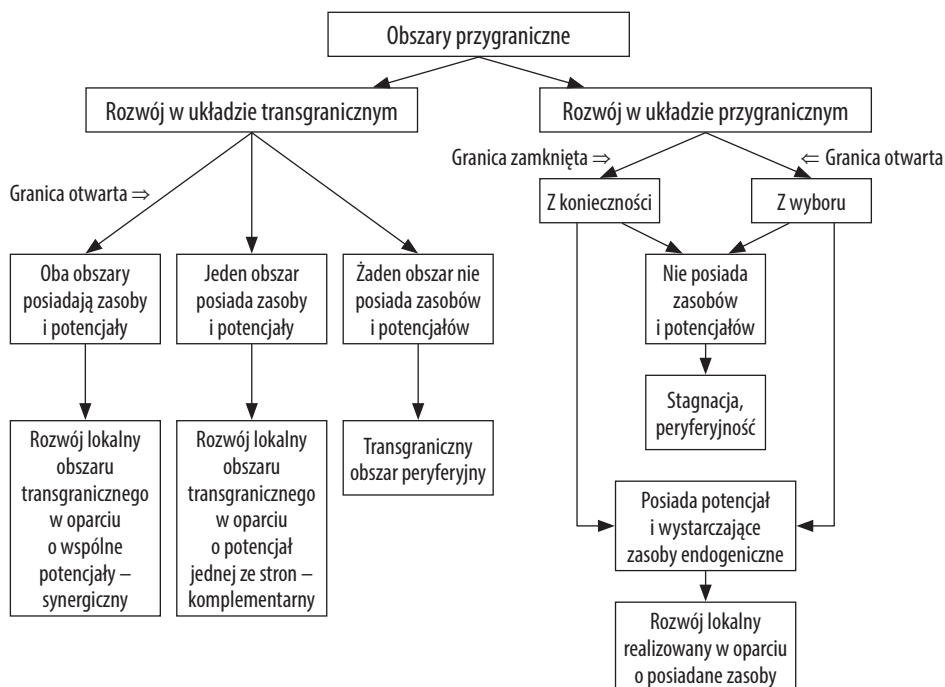 Obszary przygraniczne
Rozwój w układzie transgranicznym
Rozwój w układzie przygranicznym
Granica otwarta ⇒
Granica zamknięta ⇒
⇐ Granica otwarta
Z konieczności
Z wyboru
Oba obszary
posiadają zasoby
i potencjały
Jeden obszar
posiada zasoby
i potencjały
Żaden obszar nie
posiada zasobów
i potencjałów
Nie posiada
zasobów
i potencjałów
Stagnacja,
peryferyjność
Rozwój lokalny
obszaru
transgranicznego
w oparciu
o wspólne
potencjały –
synergiczny
Rozwój lokalny
obszaru
transgranicznego
w oparciu
o potencjał
jednej ze stron –
komplementarny
Transgraniczny
obszar peryferyjny
Posiada potencjał
i wystarczające
zasoby endogeniczne
Rozwój lokalny
realizowany w oparciu
o posiadane zasoby